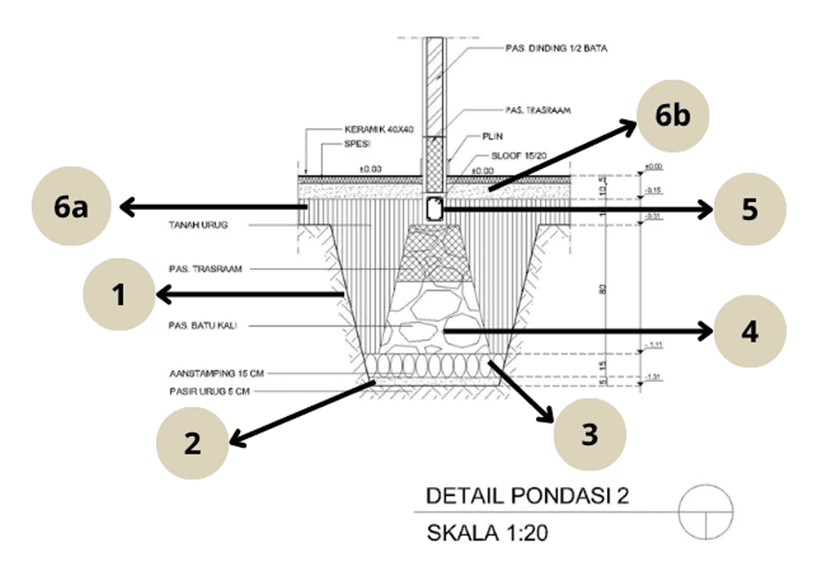 PAS. DINDING 1/2 BATA
6b
PAS. TRASRAAM
KERAMIK 40X40
SPESI
PLIN
SLOOF 15/20
±0.00
±0.00
±0.00
5
10
-0.15
6a
5
TANAH URUG
-0.31
PAS. TRASRAAM
1
80
PAS. BATU KALI
4
-1.11
AANSTAMPING 15 CM
15
PASIR URUG 5 CM
5
-1.31
2
3
DETAIL PONDASI 2
SKALA 1:20